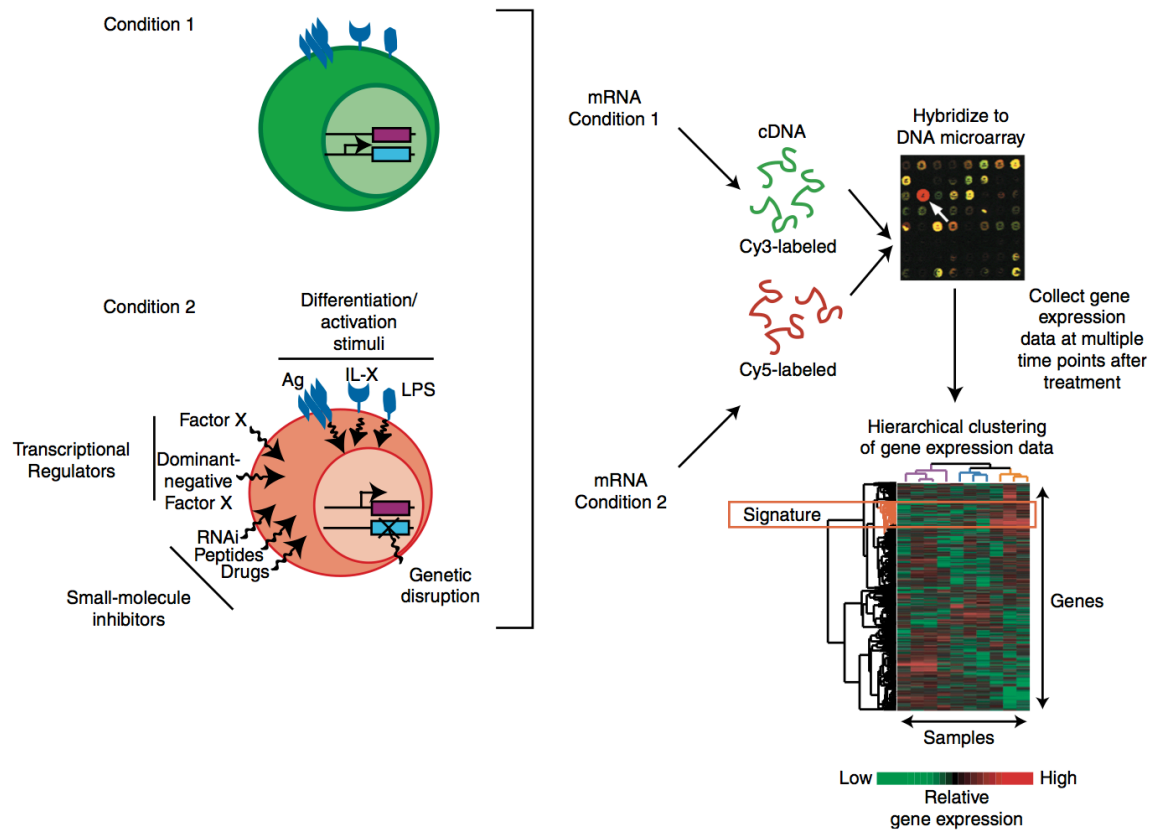 Condition 1
Condition 2
Differentiation/
activation
stimuli
Ag
IL-X
LPS
Transcriptional
Regulators
Factor X
Dominant-
negative
Factor X
RNAi
Peptides
Drugs
Small-molecule
inhibitors
Genetic
disruption
mRNA
Condition 1
cDNA
Cy3-labeled
Cy5-labeled
mRNA
Condition 2
Hybridize to
DNA microarray
Collect gene
expression
data at multiple
time points after
treatment
Hierarchical clustering
of gene expression data
Signature
Genes
Samples
Low
High
Relative
gene expression